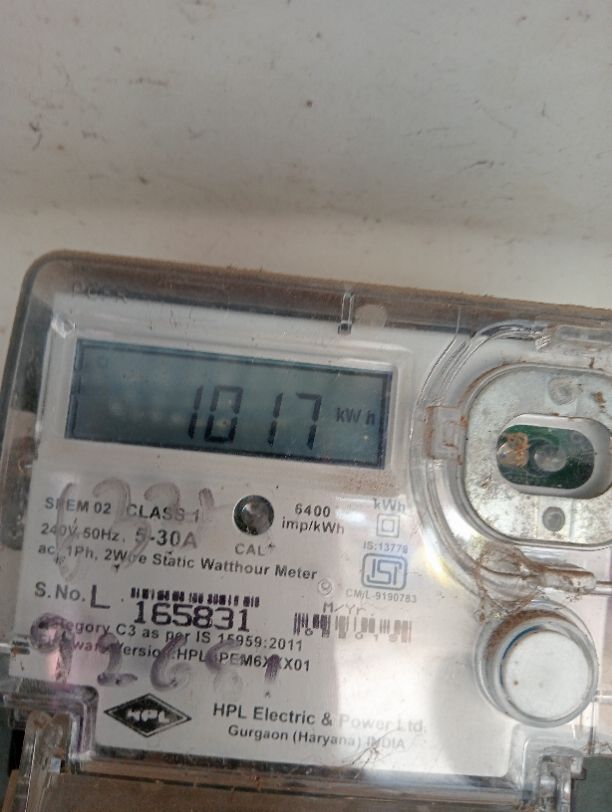 1017 kWh
SPEM 02 CLASS 1
240V, 50Hz, 5-30A
ac, 1Ph, 2Wire Static Watthour Meter
CAL
6400
imp/kWh
kWh
IS:13779
ISI
CM/L-9190783
S.No. L 165831
M/Yr.
Category C3 as per IS 15959:2011
HPL
HPL Electric & Power Ltd.
Gurgaon (Haryana) INDIA